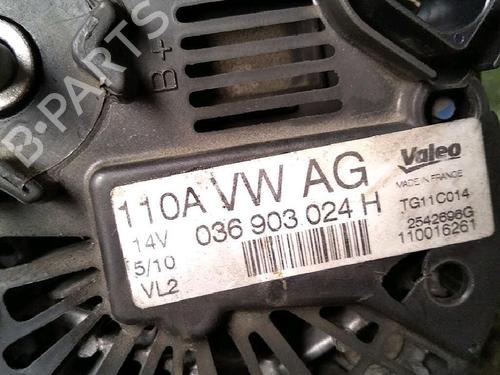 B+
B-PARTS
110A VW AG
Valeo
MADE IN FRANCE
14V
036 903 024 H
TG11C014
5/10
2542696G
VL2
110016261